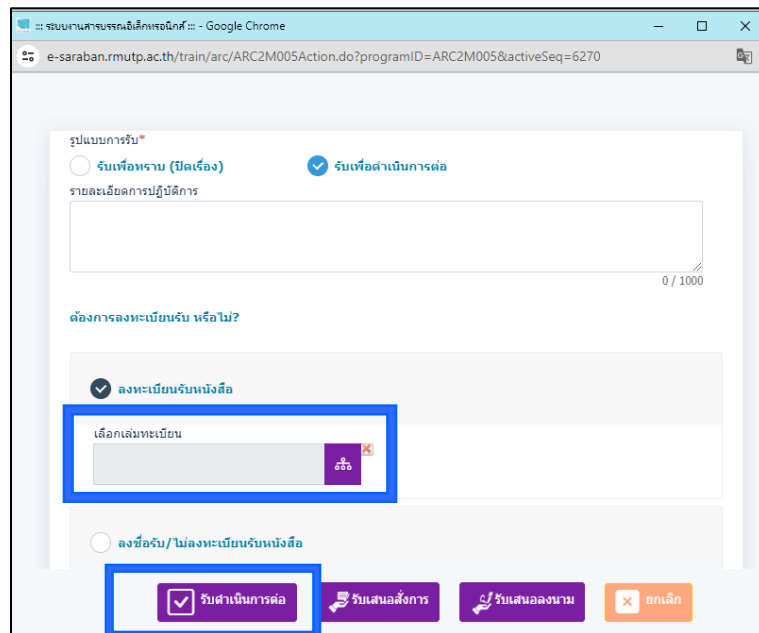 ::: ระบบงานสารบรรณอิเล็กทรอนิกส์ ::: - Google Chrome
e-saraban.rmutp.ac.th/train/arc/ARC2M005Action.do?programID=ARC2M005&activeSeq=6270
รูปแบบการรับ*
รับเพื่อทราบ (ปิดเรื่อง) รับเพื่อดำเนินการต่อ
รายละเอียดการปฏิบัติการ
0 / 1000
ต้องการลงทะเบียนรับ หรือไม่?
ลงทะเบียนรับหนังสือ
เลือกเล่มทะเบียน
ลงชื่อรับ/ไม่ลงทะเบียนรับหนังสือ
รับดำเนินการต่อ รับเสนอสั่งการ รับเสนอลงนาม ยกเลิก